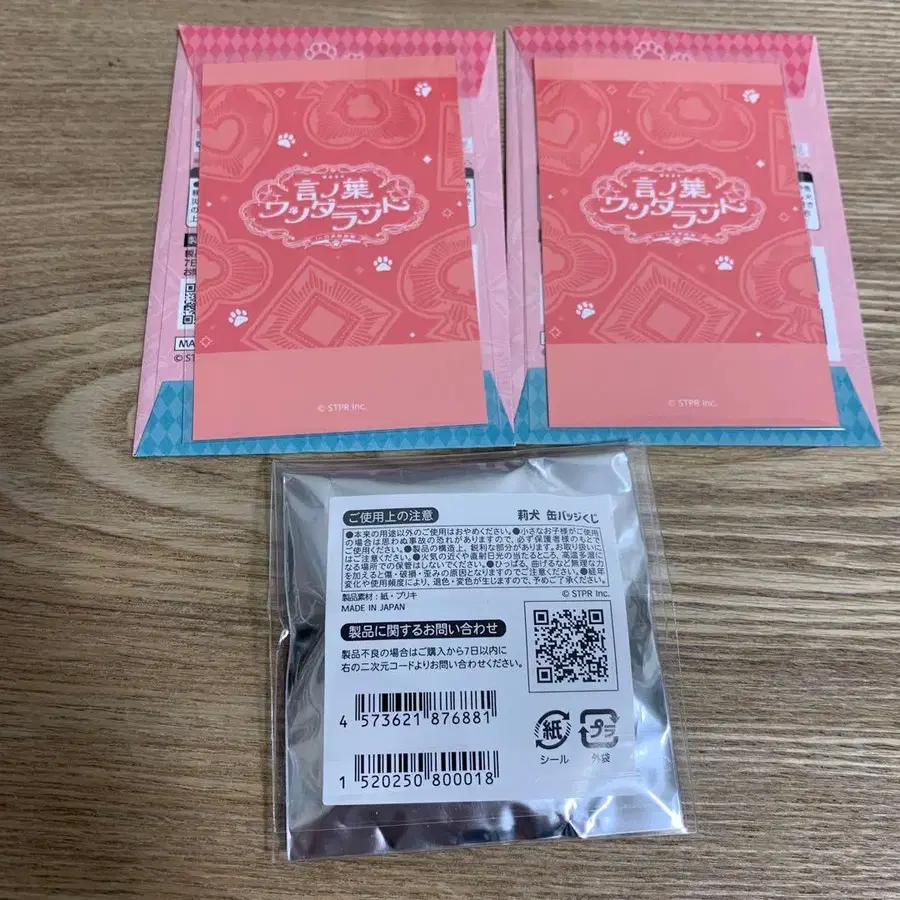 言ノ葉
ワンダーランド
© STPR Inc.
言ノ葉
ワンダーランド
© STPR Inc.
製品
7日
お問
MA
© ST
ご使用上の注意
莉犬 缶バッジくじ
●本来の用途以外のご使用はおやめください。●小さなお子様がご使用
の場合は思わぬ事故の恐れがありますので、必ず保護者様のもとで
ご使用ください。●製品の構造上、鋭利な部分があります。お取り扱いに
はご注意ください。●火気の近くや直射日光の当たるところ、高温多湿に
なる場所での保管はしないでください。●ひっぱる、曲げるなど無理な力
を加えると傷・破損・歪みの原因となりますのでご注意ください。●経年
変化や使用頻度により、退色・変色が生じますので、予めご了承ください。
製品素材：紙・ブリキ
© STPR Inc.
MADE IN JAPAN
製品に関するお問い合わせ
製品不良の場合はご購入から7日以内に
右の二次元コードよりお問い合わせください。
4 573621 876881
1 520250 800018
紙
シール
プラ
外袋